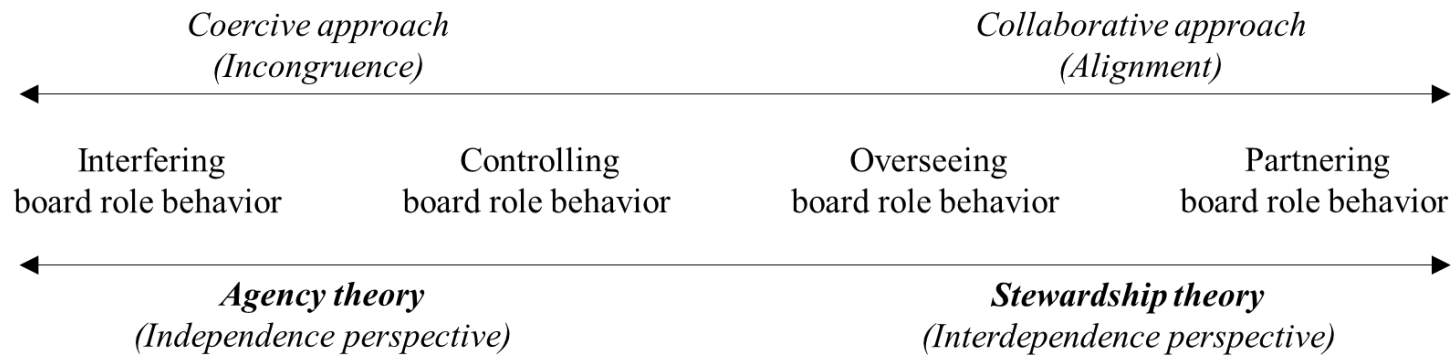 Coercive approach
(Incongruence)
Collaborative approach
(Alignment)
Interfering
board role behavior
Controlling
board role behavior
Overseeing
board role behavior
Partnering
board role behavior
Agency theory
(Independence perspective)
Stewardship theory
(Interdependence perspective)